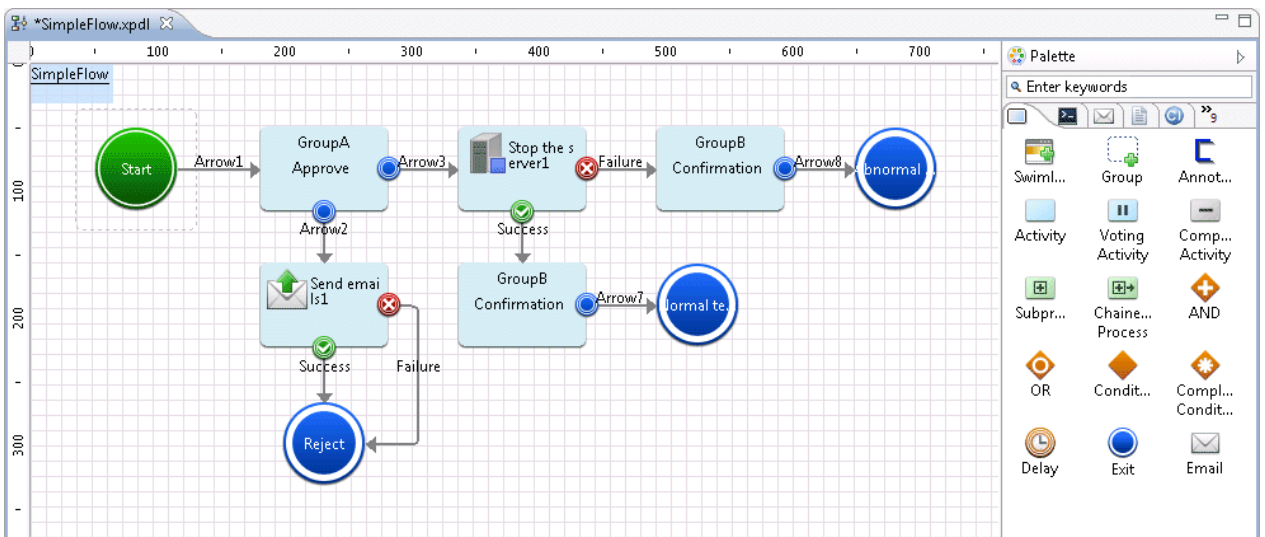 *SimpleFlow.xpdl
0 100 200 300 400 500 600 700
Palette
SimpleFlow
Enter keywords
9
0
100
200
300
Start
Arrow1
GroupA
Approve
Arrow3
Stop the s
erver1
Failure
GroupB
Confirmation
Arrow8
bnormal
Arrow2
Success
Send emai
ls1
GroupB
Confirmation
Arrow7
ormal te..
Success
Failure
Reject
Swiml...
Group
Annot...
Activity
Voting
Activity
Comp...
Activity
Subpr...
Chaine...
Process
AND
OR
Condit...
Compl...
Condit...
Delay
Exit
Email